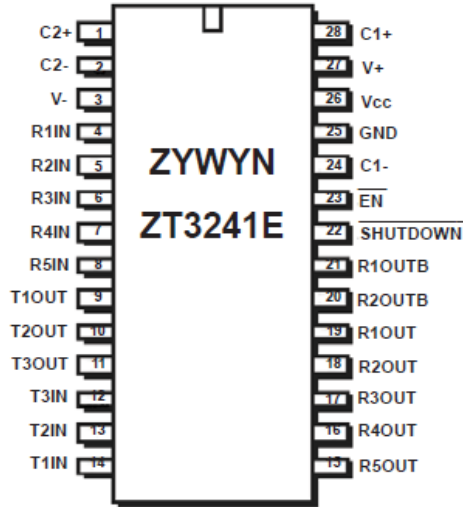 C2+ 1 28 C1+
C2- 2 27 V+
V- 3 26 Vcc
R1IN 4 25 GND
R2IN 5 ZYWYN 24 C1-
R3IN 6 23 EN
R4IN 7 ZT3241E 22 SHUTDOWN
R5IN 8 21 R1OUTB
T1OUT 9 20 R2OUTB
T2OUT 10 19 R1OUT
T3OUT 11 18 R2OUT
T3IN 12 17 R3OUT
T2IN 13 16 R4OUT
T1IN 14 15 R5OUT